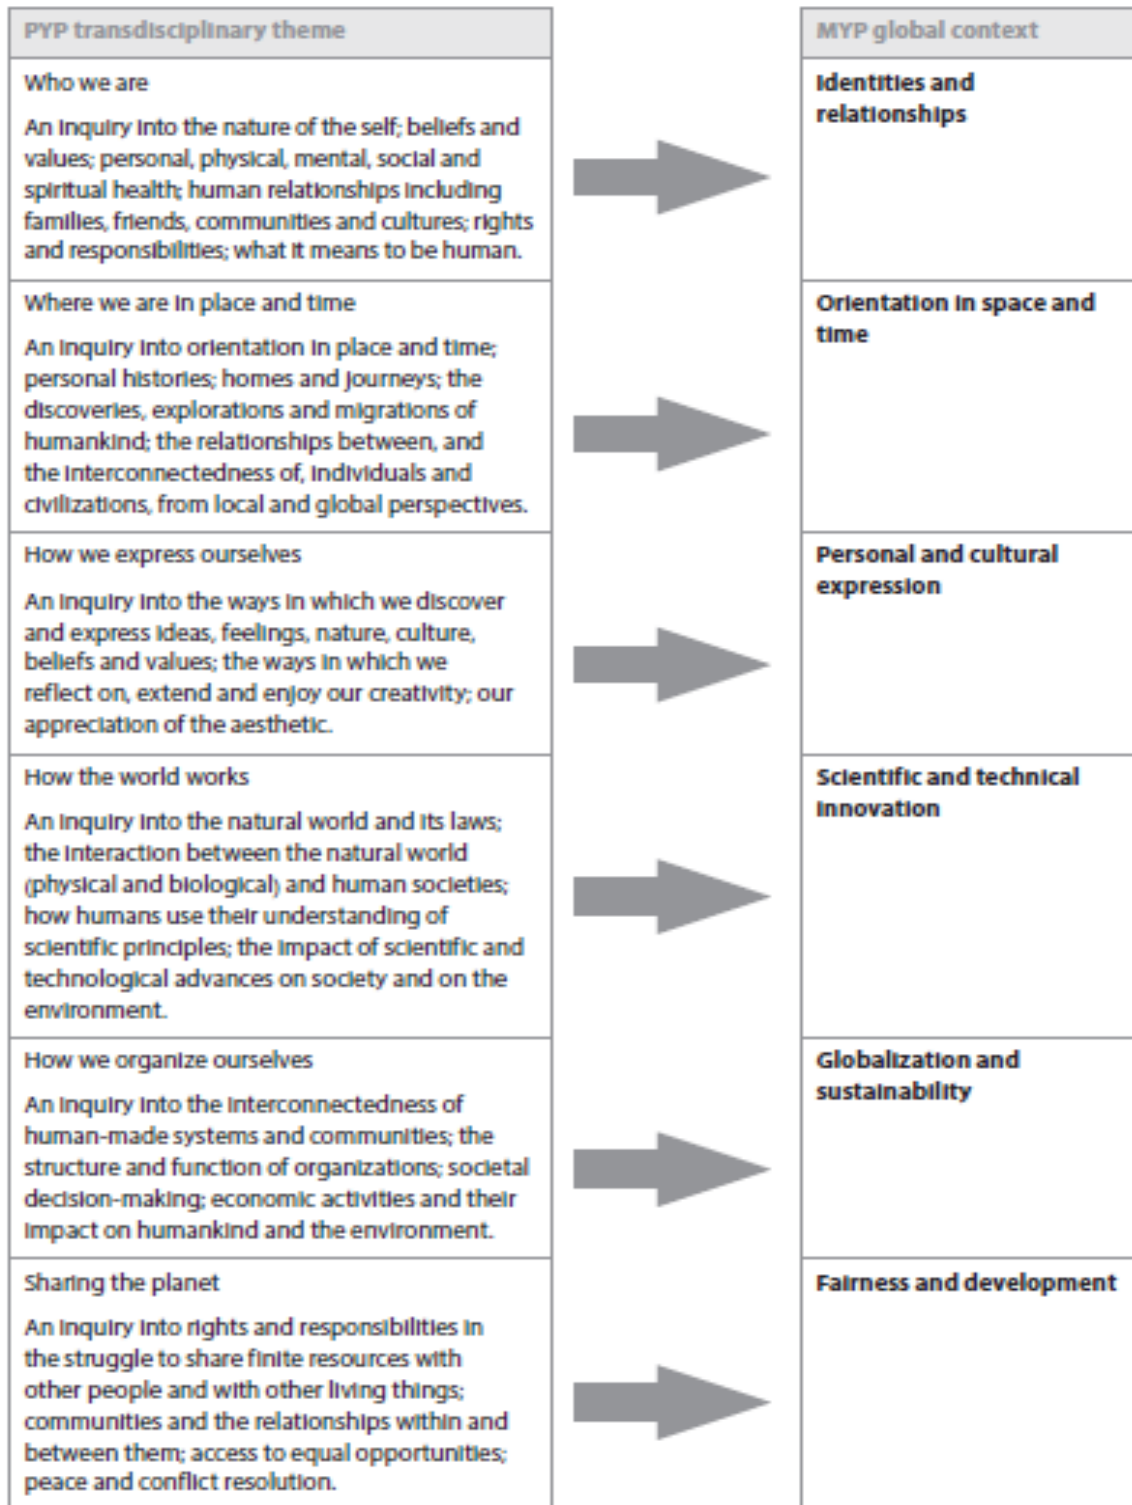 PYP transdisciplinary theme
MYP global context
Who we are
An inquiry into the nature of the self; beliefs and
values; personal, physical, mental, social and
spiritual health; human relationships including
families, friends, communities and cultures; rights
and responsibilities; what it means to be human.
Identities and
relationships
Where we are in place and time
An inquiry into orientation in place and time;
personal histories; homes and journeys; the
discoveries, explorations and migrations of
humankind; the relationships between, and
the interconnectedness of, individuals and
civilizations, from local and global perspectives.
Orientation in space and
time
How we express ourselves
An inquiry into the ways in which we discover
and express ideas, feelings, nature, culture,
beliefs and values; the ways in which we
reflect on, extend and enjoy our creativity; our
appreciation of the aesthetic.
Personal and cultural
expression
How the world works
An inquiry into the natural world and its laws;
the interaction between the natural world
(physical and biological) and human societies;
how humans use their understanding of
scientific principles; the impact of scientific and
technological advances on society and on the
environment.
Scientific and technical
innovation
How we organize ourselves
An inquiry into the interconnectedness of
human-made systems and communities; the
structure and function of organizations; societal
decision-making; economic activities and their
impact on humankind and the environment.
Globalization and
sustainability
Sharing the planet
An inquiry into rights and responsibilities in
the struggle to share finite resources with
other people and with other living things;
communities and the relationships within and
between them; access to equal opportunities;
peace and conflict resolution.
Fairness and development